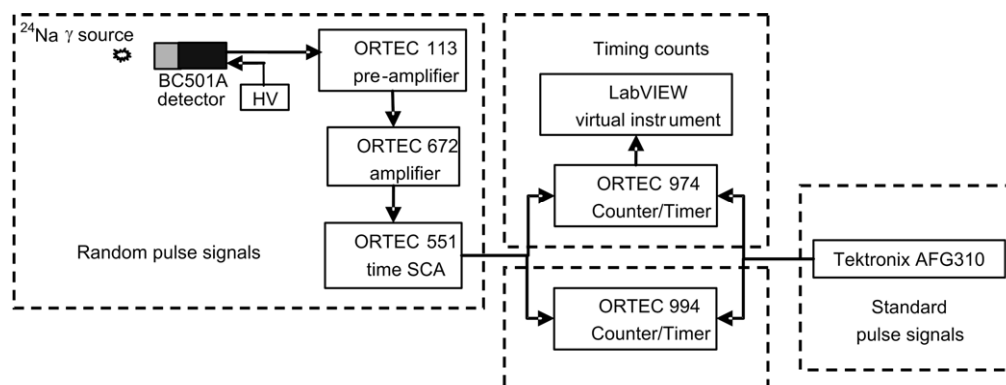 ²⁴Na γ source
BC501A
detector
HV
ORTEC 113
pre-amplifier
ORTEC 672
amplifier
ORTEC 551
time SCA
Random pulse signals
Timing counts
LabVIEW
virtual instrument
ORTEC 974
Counter/Timer
ORTEC 994
Counter/Timer
Tektronix AFG310
Standard
pulse signals